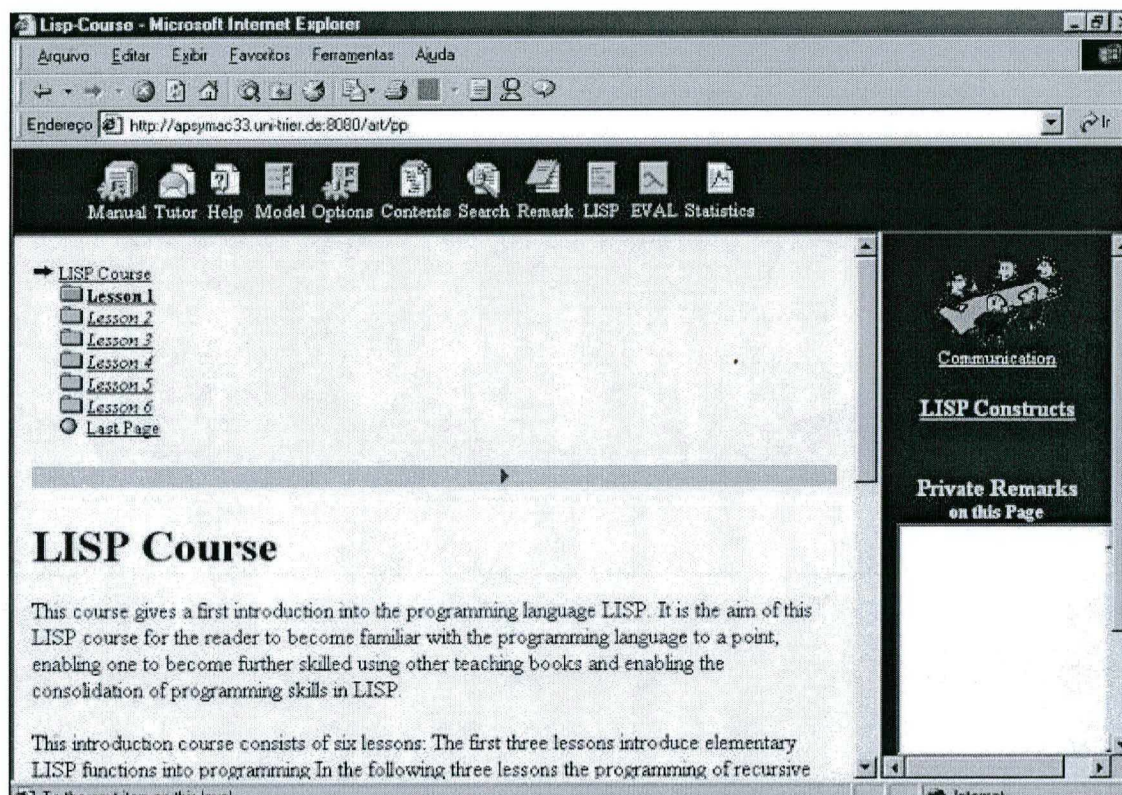 Lisp-Course - Microsoft Internet Explorer
Arquivo Editar Exibir Favoritos Ferramentas Ajuda
Endereço http://apsymac33.uni-trier.de:8080/art/pp Ir
Manual Tutor Help Model Options Contents Search Remark LISP EVAL Statistics
LISP Course
Lesson 1
Lesson 2
Lesson 3
Lesson 4
Lesson 5
Lesson 6
Last Page
LISP Course
This course gives a first introduction into the programming language LISP. It is the aim of this
LISP course for the reader to become familiar with the programming language to a point,
enabling one to become further skilled using other teaching books and enabling the
consolidation of programming skills in LISP.
This introduction course consists of six lessons: The first three lessons introduce elementary
LISP functions into programming In the following three lessons the programming of recursive
Communication
LISP Constructs
Private Remarks
on this Page